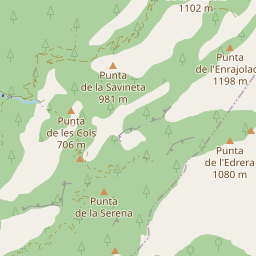 1102 m
Punta
de l'Enrajolad
1198 m
Punta
de la Savineta
981 m
Punta
de les Cols
706 m
Punta
de l'Edrera
1080 m
Punta
de la Serena